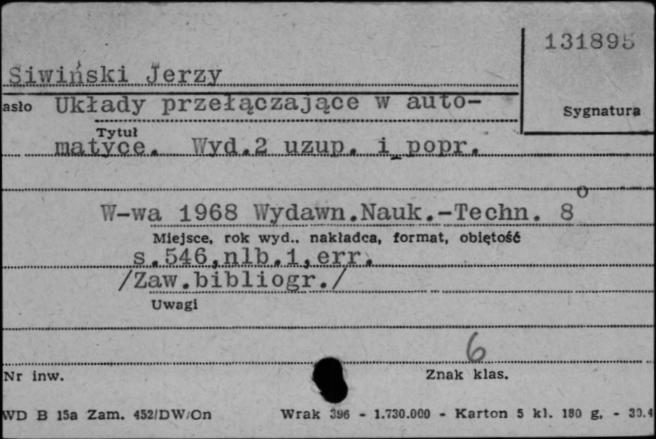 131895
Siwiński Jerzy
asło Układy przełączające w auto-
Sygnatura
Tytuł
matyce. Wyd.2 uzup. i popr.
W-wa 1968 Wydawn.Nauk.-Techn. 8o
Miejsce, rok wyd., nakładca, format, objętość
s.546,nlb.1,err.
/Zaw.bibliogr./
Uwagi
6
Nr inw.
Znak klas.
WD B 15a Zam. 452/DW/Cn Wrak 396 - 1.730.000 - Karton 5 kl. 180 g. - 30.4